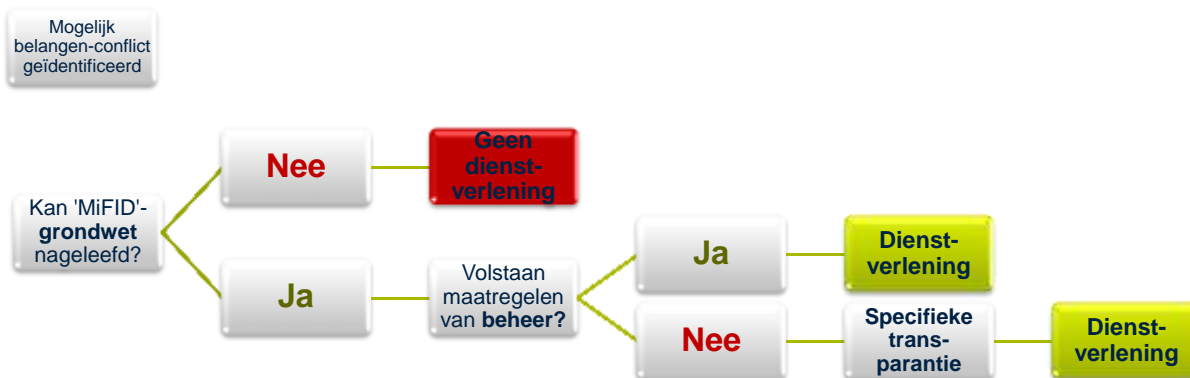 Mogelijk
belangen-conflict
geïdentificeerd
Nee
Geen
dienst-
verlening
Kan 'MiFID'-
grondwet
nageleefd?
Ja
Volstaan
maatregelen
van beheer?
Ja
Dienst-
verlening
Nee
Specifieke
trans-
parantie
Dienst-
verlening